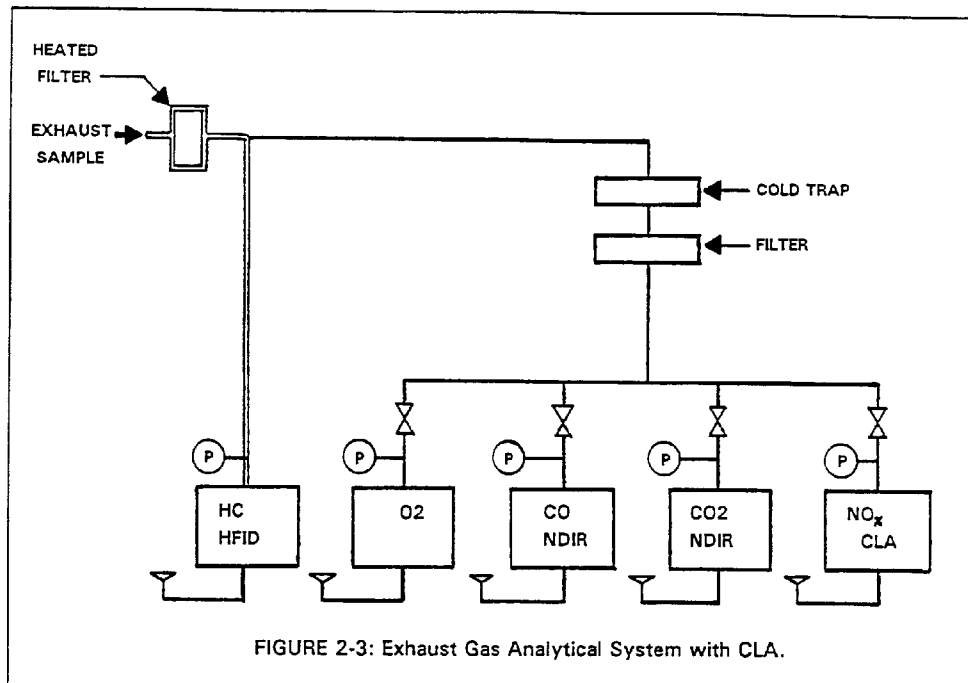 HEATED
FILTER
EXHAUST
SAMPLE
COLD TRAP
FILTER
P
P
P
P
P
HC
HFID
O2
CO
NDIR
CO2
NDIR
NOx
CLA
FIGURE 2-3: Exhaust Gas Analytical System with CLA.